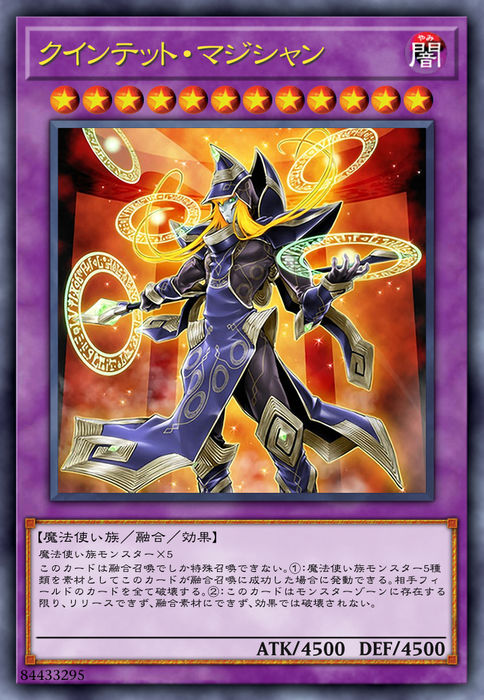 クインテット・マジシャン
やみ
闇
【魔法使い族／融合／効果】
魔法使い族モンスター×5
このカードは融合召喚でしか特殊召喚できない。①:魔法使い族モンスター5種
類を素材としてこのカードが融合召喚に成功した場合に発動できる。相手フィ
ールドのカードを全て破壊する。②:このカードはモンスターゾーンに存在する
限り、リリースできず、融合素材にできず、効果では破壊されない。
ATK/4500 DEF/4500
84433295